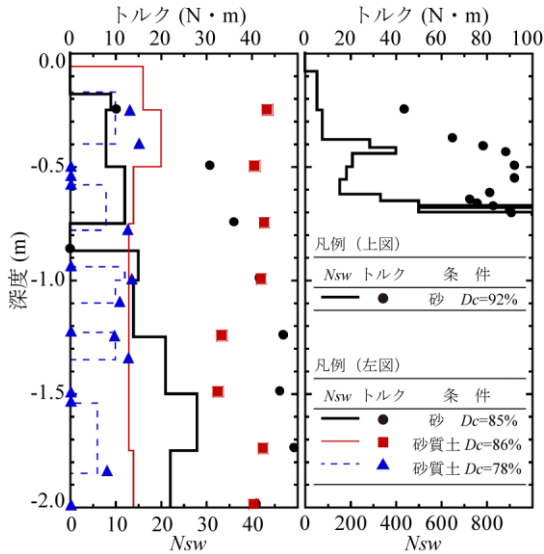 トルク (N・m)
0 10 20 30 40 50
トルク (N・m)
0 20 40 60 80 100
0.0
-0.5
-1.0
-1.5
-2.0
深度 (m)
0 10 20 30 40 50
Nsw
0 200 400 600 800 1000
Nsw
凡例 (上図)
Nsw トルク 条 件
砂 Dc=92%
凡例 (左図)
Nsw トルク 条 件
砂 Dc=85%
砂質土 Dc=86%
砂質土 Dc=78%